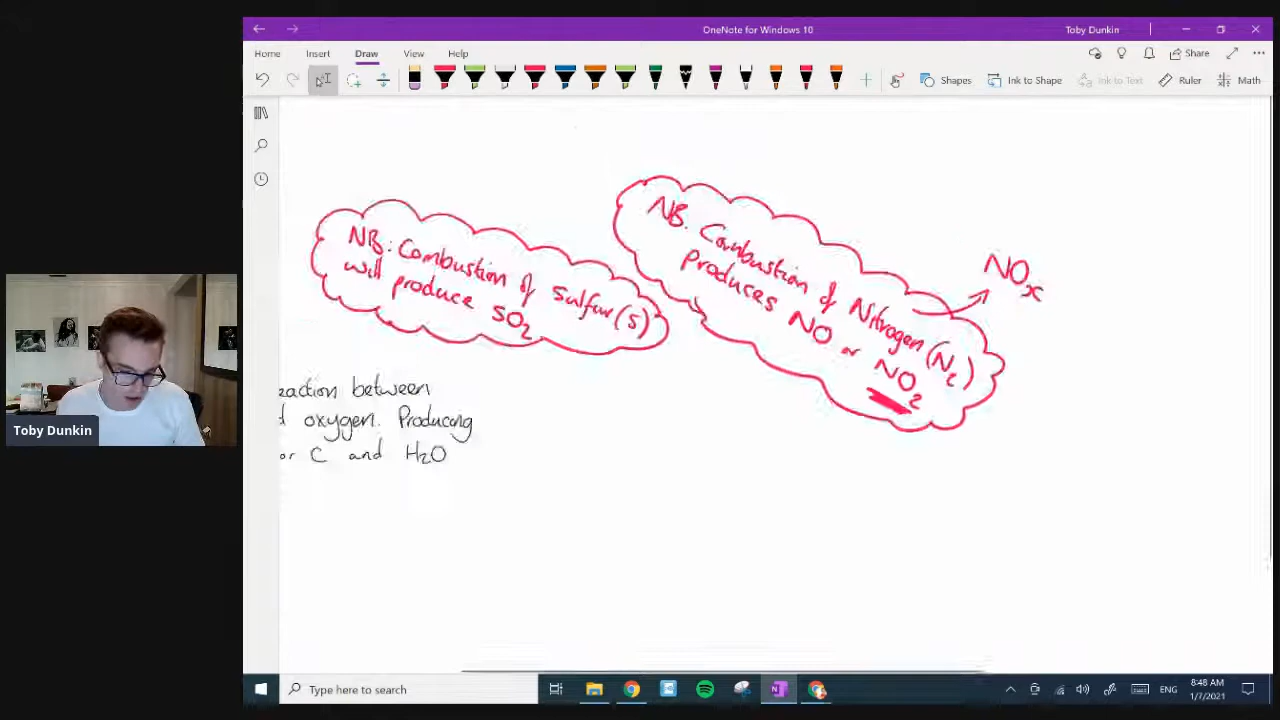 OneNote for Windows 10
Toby Dunkin
Home Insert Draw View Help
Share
Shapes Ink to Shape Ink to Text Ruler Math
NB: Combustion of sulfur (S)
will produce SO2
NB. Combustion of Nitrogen (N2)
produces NO or NO2
NOx
eaction between
d oxygen. Producing
or C and H2O
Toby Dunkin
Type here to search
ENG
8:48 AM
1/7/2021